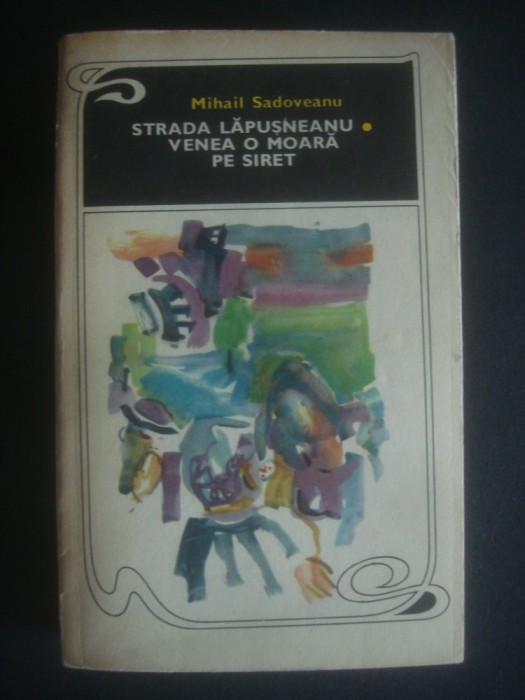 Mihail Sadoveanu
STRADA LĂPUȘNEANU •
VENEA O MOARĂ
PE SIRET